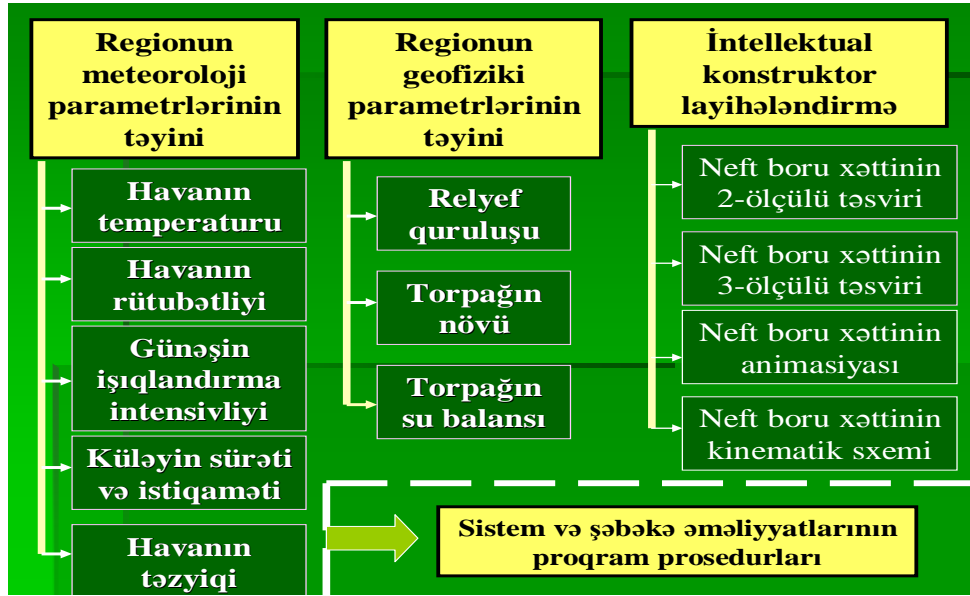 Regionun
meteoroloji
parametrlərinin
təyini
Havanın
temperaturu
Havanın
rütubətliyi
Günəşin
işıqlandırma
intensivliyi
Küləyin sürəti
və istiqaməti
Havanın
təzyiqi
Regionun
geofiziki
parametrlərinin
təyini
Relyef
quruluşu
Torpağın
növü
Torpağın
su balansı
İntellektual
konstruktor
layihələndirmə
Neft boru xəttinin
2-ölçülü təsviri
Neft boru xəttinin
3-ölçülü təsviri
Neft boru xəttinin
animasiyası
Neft boru xəttinin
kinematik sxemi
Sistem və şəbəkə əməliyyatlarının
proqram prosedurları